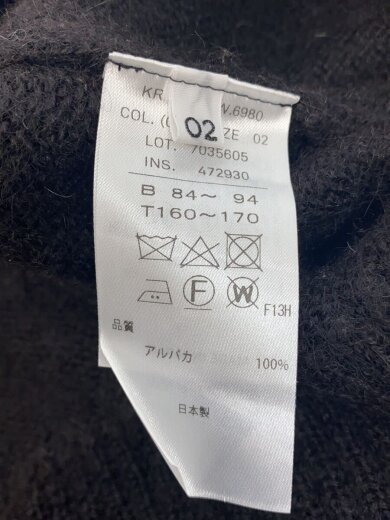 KR W.6980
02
COL. ZE 02
LOT. 7035605
INS. 472930
B 84～ 94
T160～170
F W
F13H
品質
アルパカ 100%
日本製